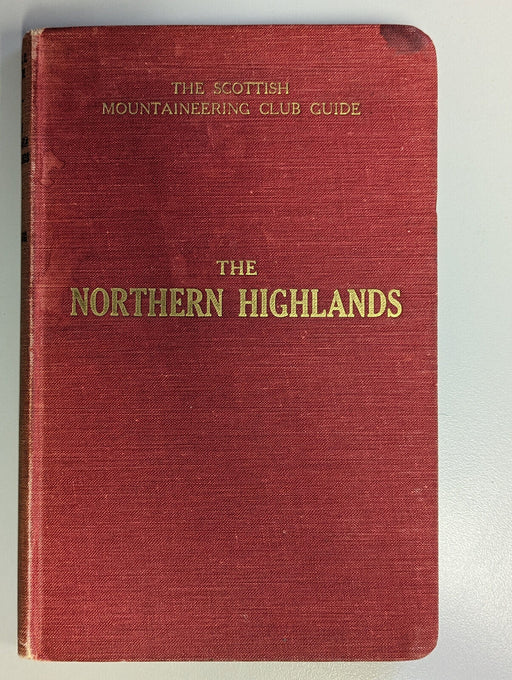 THE SCOTTISH
MOUNTAINEERING CLUB GUIDE
THE
NORTHERN HIGHLANDS